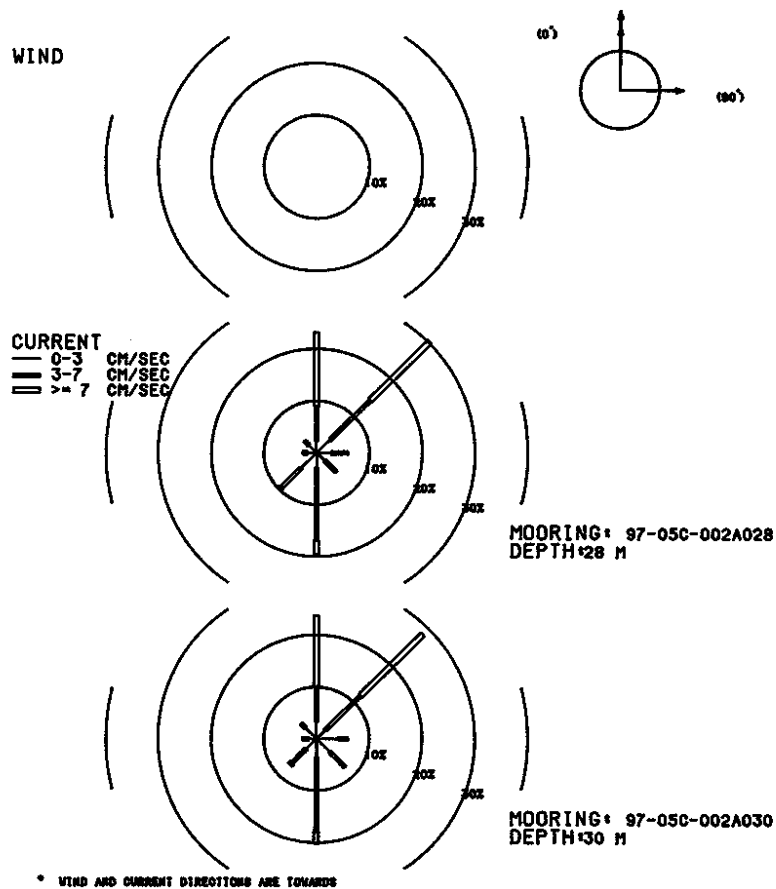 WIND
(0°)
(90°)
10%
20%
30%
CURRENT
0-3 CM/SEC
3-7 CM/SEC
>= 7 CM/SEC
10%
20%
30%
MOORING: 97-05C-002A028
DEPTH:28 M
10%
20%
30%
MOORING: 97-05C-002A030
DEPTH:30 M
* WIND AND CURRENT DIRECTIONS ARE TOWARDS